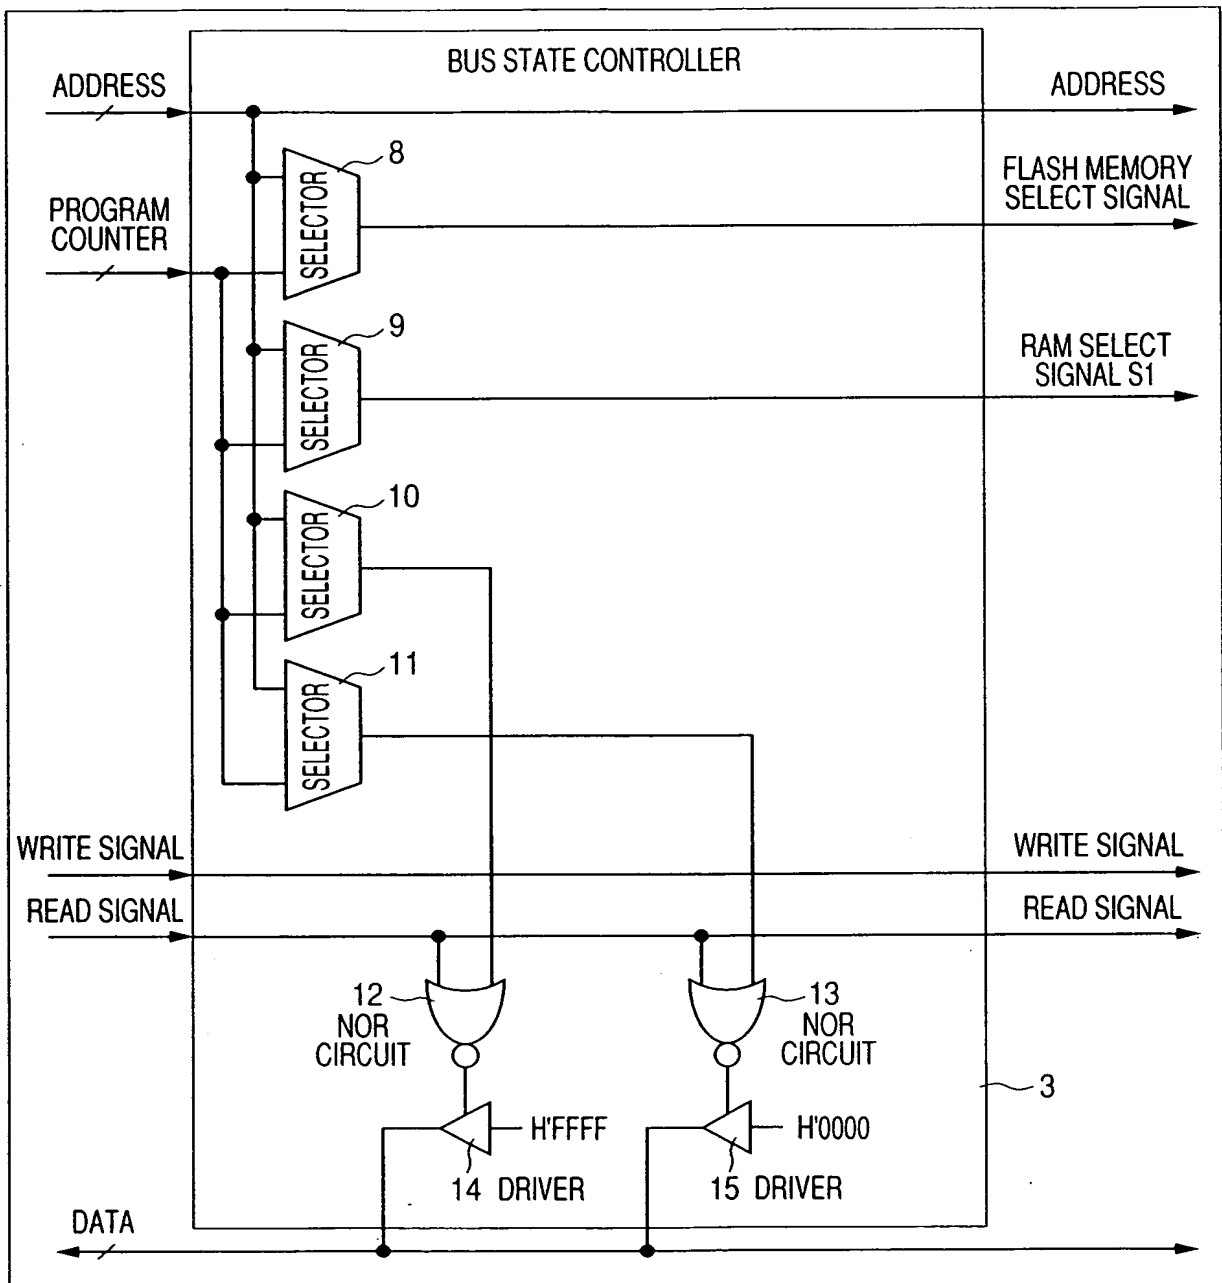 BUS STATE CONTROLLER
ADDRESS
ADDRESS
8
SELECTOR
FLASH MEMORY
SELECT SIGNAL
PROGRAM
COUNTER
9
SELECTOR
RAM SELECT
SIGNAL S1
10
SELECTOR
11
SELECTOR
WRITE SIGNAL
WRITE SIGNAL
READ SIGNAL
READ SIGNAL
12
NOR
CIRCUIT
13
NOR
CIRCUIT
3
H'FFFF
H'0000
14 DRIVER
15 DRIVER
DATA